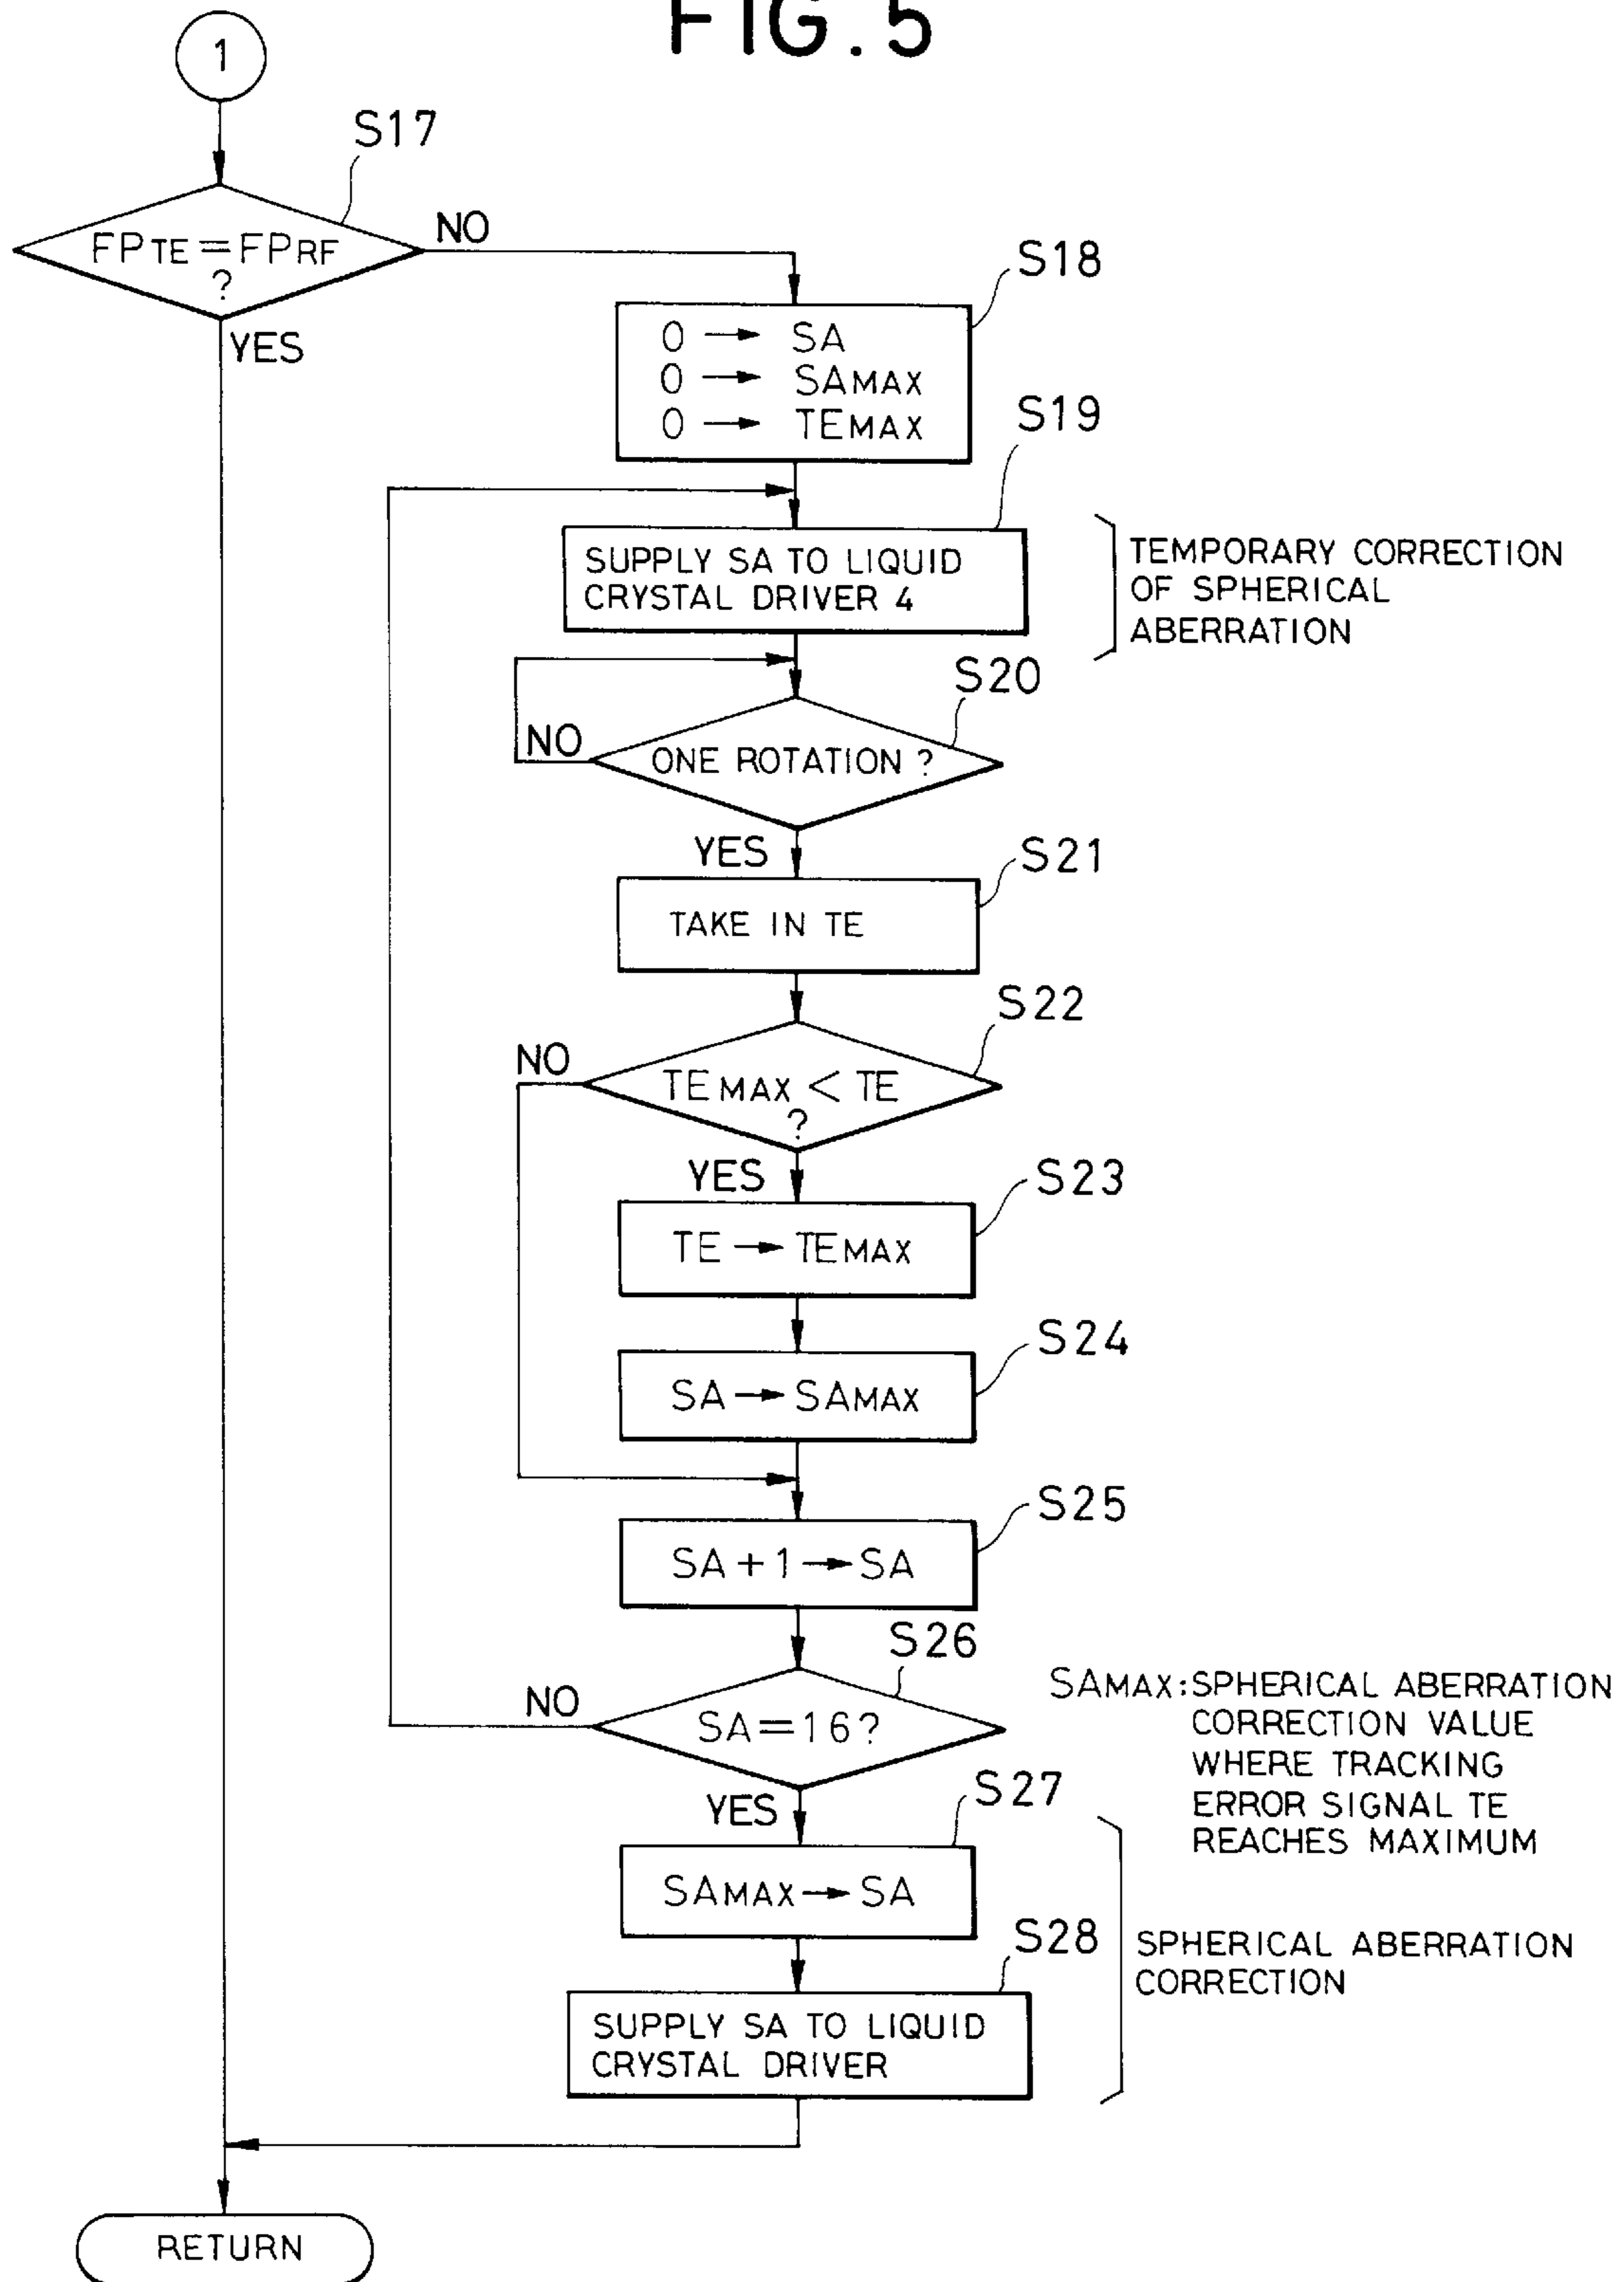 FIG. 5
1
S17
FPTE=FPRF
?
NO
YES
S18
0 → SA
0 → SAMAX
0 → TEMAX
S19
SUPPLY SA TO LIQUID
CRYSTAL DRIVER 4
TEMPORARY CORRECTION
OF SPHERICAL
ABERRATION
S20
NO
ONE ROTATION ?
YES
S21
TAKE IN TE
S22
NO
TEMAX < TE
?
YES
S23
TE → TEMAX
S24
SA → SAMAX
S25
SA + 1 → SA
S26
NO
SA=16?
YES
SAMAX:SPHERICAL ABERRATION
CORRECTION VALUE
WHERE TRACKING
ERROR SIGNAL TE
REACHES MAXIMUM
S27
SAMAX → SA
S28
SUPPLY SA TO LIQUID
CRYSTAL DRIVER
SPHERICAL ABERRATION
CORRECTION
RETURN